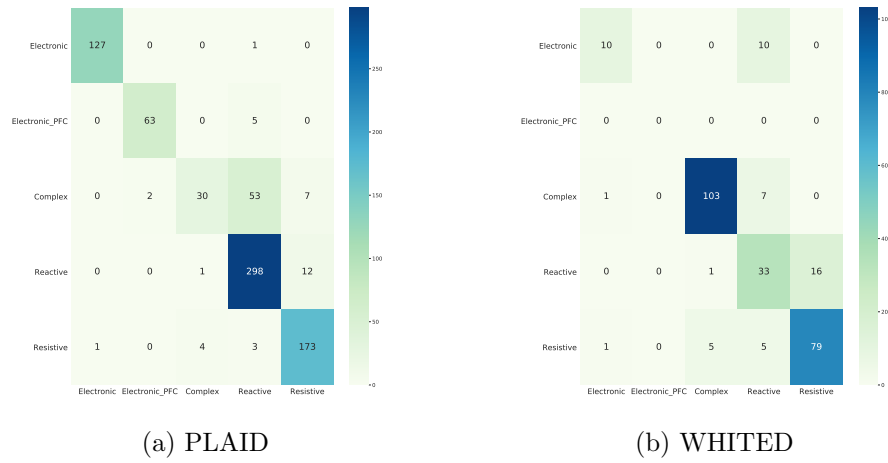 Electronic 127 0 0 1 0
Electronic_PFC 0 63 0 5 0
Complex 0 2 30 53 7
Reactive 0 0 1 298 12
Resistive 1 0 4 3 173
Electronic Electronic_PFC Complex Reactive Resistive
250
200
150
100
50
0
(a) PLAID
Electronic 10 0 0 10 0
Electronic_PFC 0 0 0 0 0
Complex 1 0 103 7 0
Reactive 0 0 1 33 16
Resistive 1 0 5 5 79
Electronic Electronic_PFC Complex Reactive Resistive
80
60
40
20
0
(b) WHITED